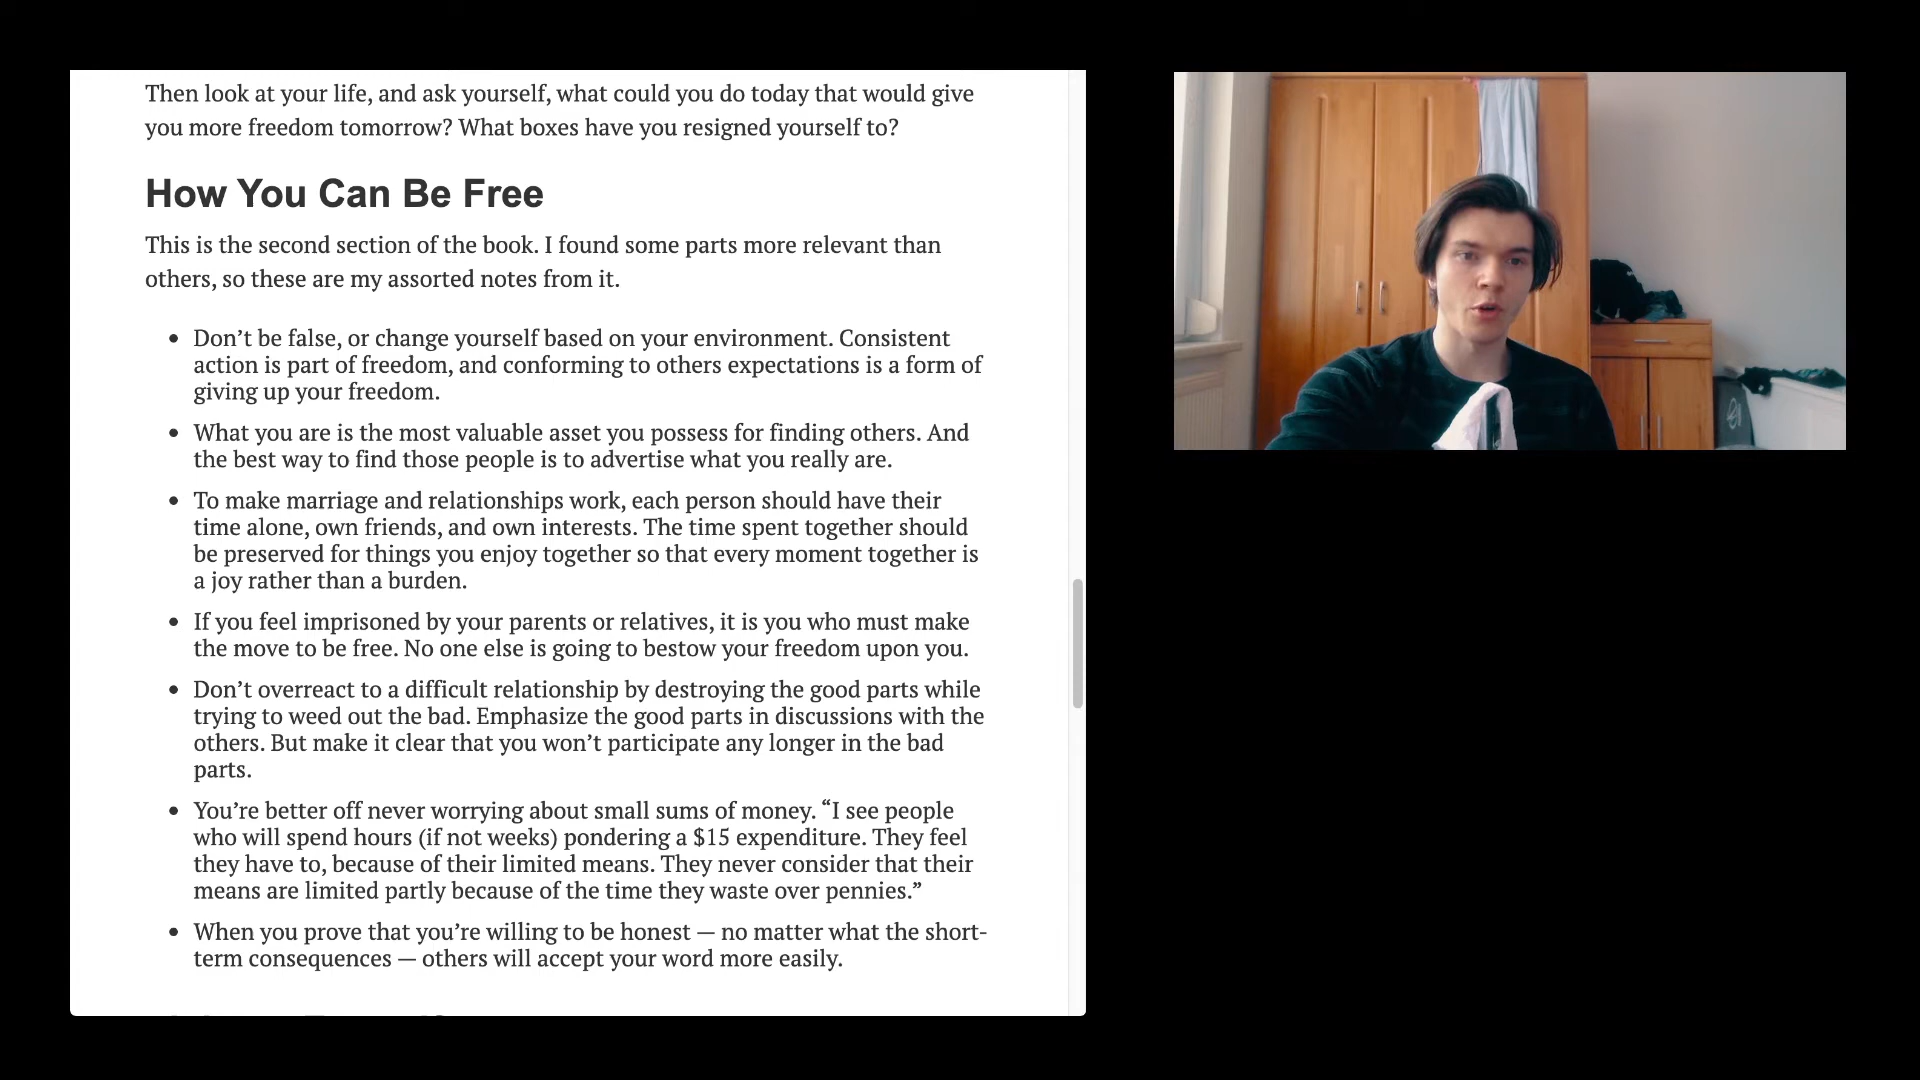 Then look at your life, and ask yourself, what could you do today that would give
you more freedom tomorrow? What boxes have you resigned yourself to?
How You Can Be Free
This is the second section of the book. I found some parts more relevant than
others, so these are my assorted notes from it.
• Don’t be false, or change yourself based on your environment. Consistent
action is part of freedom, and conforming to others expectations is a form of
giving up your freedom.
• What you are is the most valuable asset you possess for finding others. And
the best way to find those people is to advertise what you really are.
• To make marriage and relationships work, each person should have their
time alone, own friends, and own interests. The time spent together should
be preserved for things you enjoy together so that every moment together is
a joy rather than a burden.
• If you feel imprisoned by your parents or relatives, it is you who must make
the move to be free. No one else is going to bestow your freedom upon you.
• Don’t overreact to a difficult relationship by destroying the good parts while
trying to weed out the bad. Emphasize the good parts in discussions with the
others. But make it clear that you won’t participate any longer in the bad
parts.
• You’re better off never worrying about small sums of money. “I see people
who will spend hours (if not weeks) pondering a $15 expenditure. They feel
they have to, because of their limited means. They never consider that their
means are limited partly because of the time they waste over pennies.”
• When you prove that you’re willing to be honest — no matter what the short-
term consequences — others will accept your word more easily.